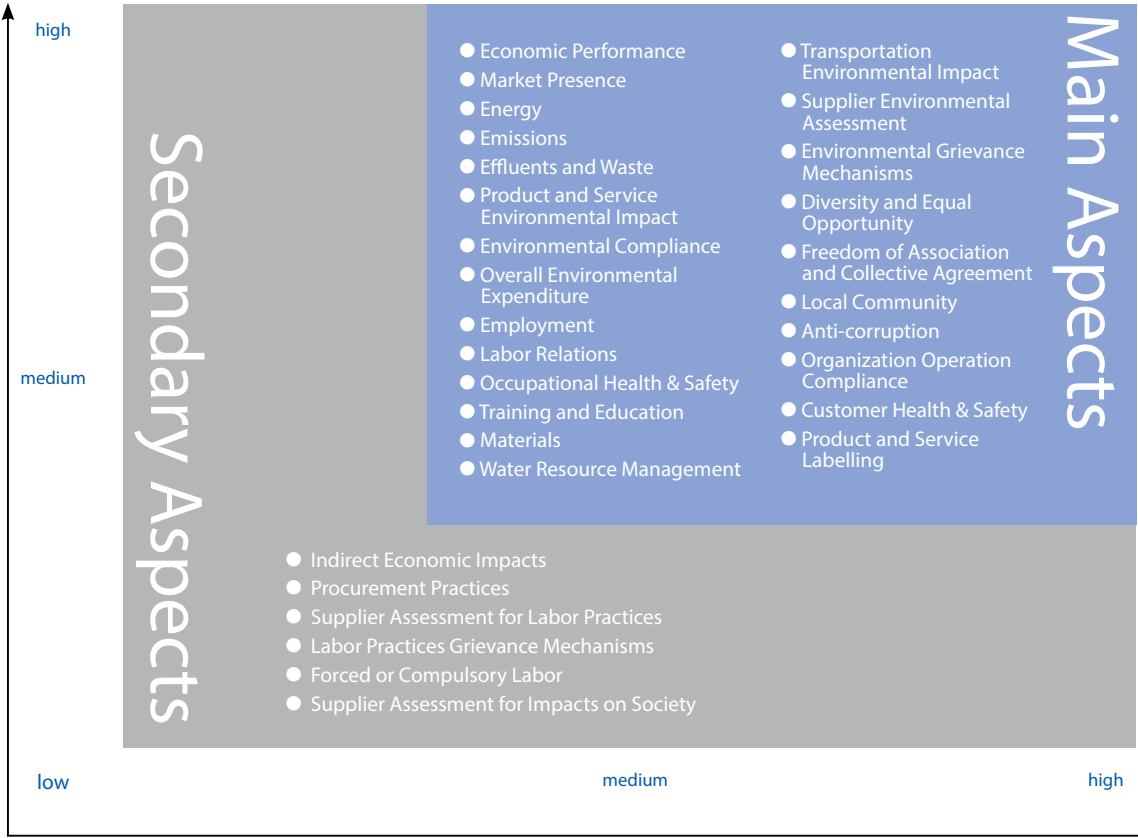 high
medium
low
medium
high
Secondary Aspects
Main Aspects
● Economic Performance
● Market Presence
● Energy
● Emissions
● Effluents and Waste
● Product and Service
Environmental Impact
● Environmental Compliance
● Overall Environmental
Expenditure
● Employment
● Labor Relations
● Occupational Health & Safety
● Training and Education
● Materials
● Water Resource Management
● Transportation
Environmental Impact
● Supplier Environmental
Assessment
● Environmental Grievance
Mechanisms
● Diversity and Equal
Opportunity
● Freedom of Association
and Collective Agreement
● Local Community
● Anti-corruption
● Organization Operation
Compliance
● Customer Health & Safety
● Product and Service
Labelling
● Indirect Economic Impacts
● Procurement Practices
● Supplier Assessment for Labor Practices
● Labor Practices Grievance Mechanisms
● Forced or Compulsory Labor
● Supplier Assessment for Impacts on Society